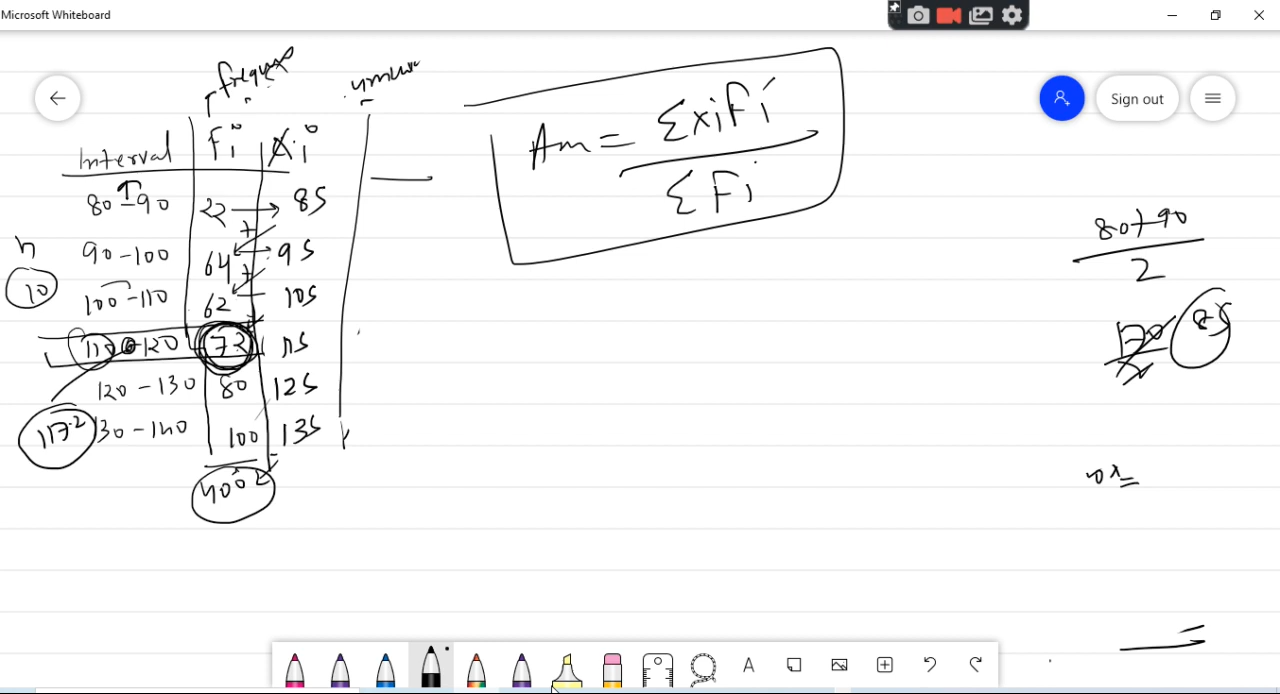 Microsoft Whiteboard
Sign out
Interval Fi Xi
80-90 22 85
90-100 64 95
n
10
100-110 62 105
110-120 72 115
120-130 80 125
117.2
130-140 100 135
400
Am = ΣxiFi
ΣFi
80+90
2
170
2
85
A